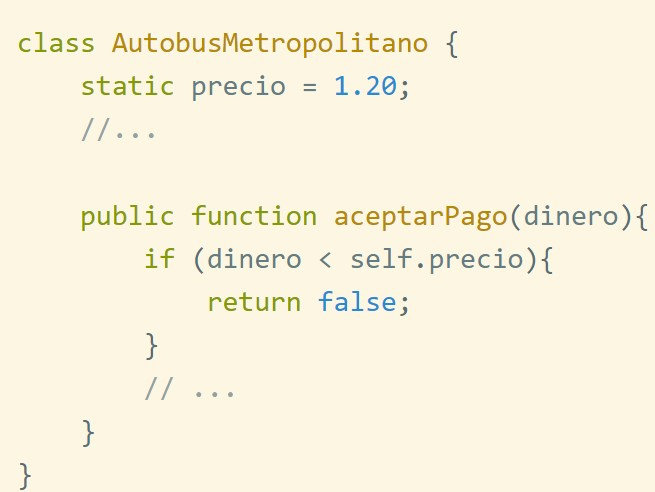 class AutobusMetropolitano {
    static precio = 1.20;
    //...

    public function aceptarPago(dinero){
        if (dinero < self.precio){
            return false;
        }
        // ...
    }
}